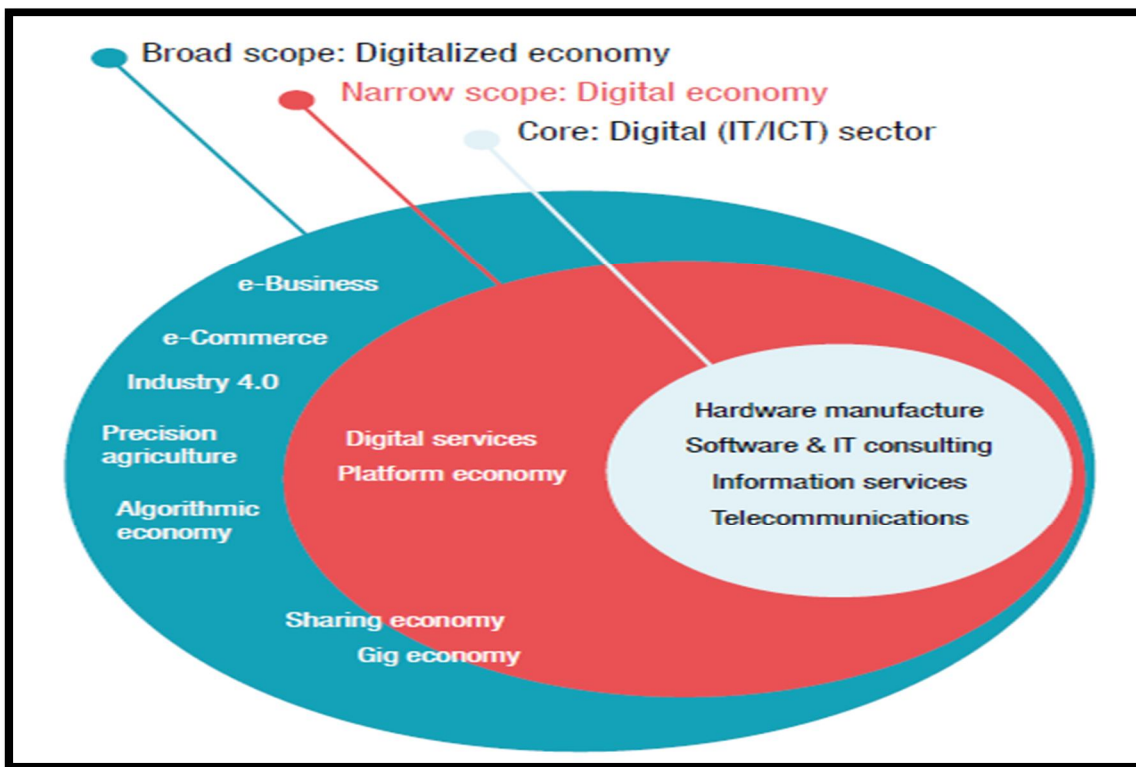 Broad scope: Digitalized economy
Narrow scope: Digital economy
Core: Digital (IT/ICT) sector
e-Business
e-Commerce
Industry 4.0
Precision
agriculture
Algorithmic
economy
Digital services
Platform economy
Hardware manufacture
Software & IT consulting
Information services
Telecommunications
Sharing economy
Gig economy